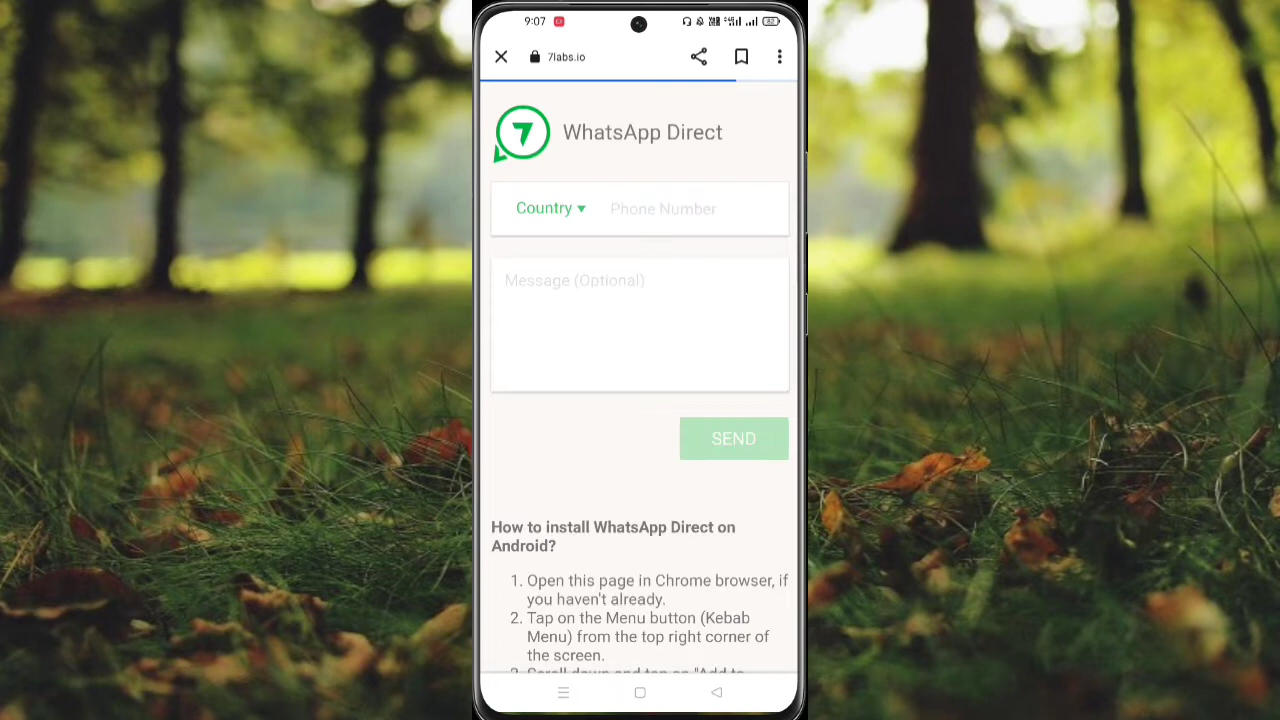 9:07
7labs.io
WhatsApp Direct
Country ▾ Phone Number
Message (Optional)
SEND
How to install WhatsApp Direct on
Android?
1. Open this page in Chrome browser, if
you haven't already.
2. Tap on the Menu button (Kebab
Menu) from the top right corner of
the screen.